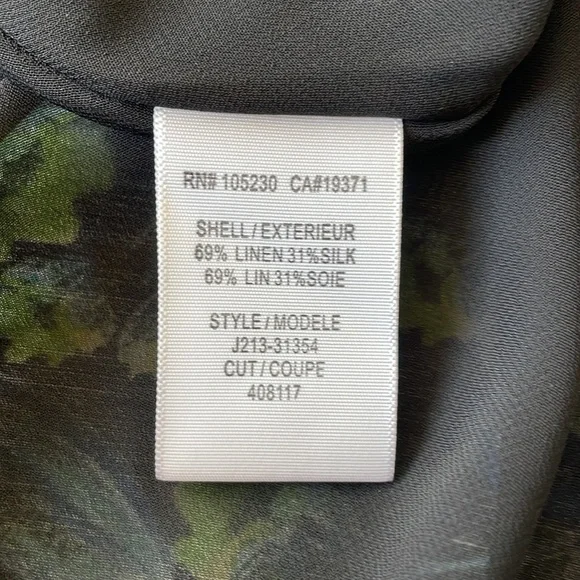 RN# 105230 CA#19371
SHELL/EXTERIEUR
69% LINEN 31%SILK
69% LIN 31%SOIE
STYLE/MODELE
J213-31354
CUT/COUPE
408117